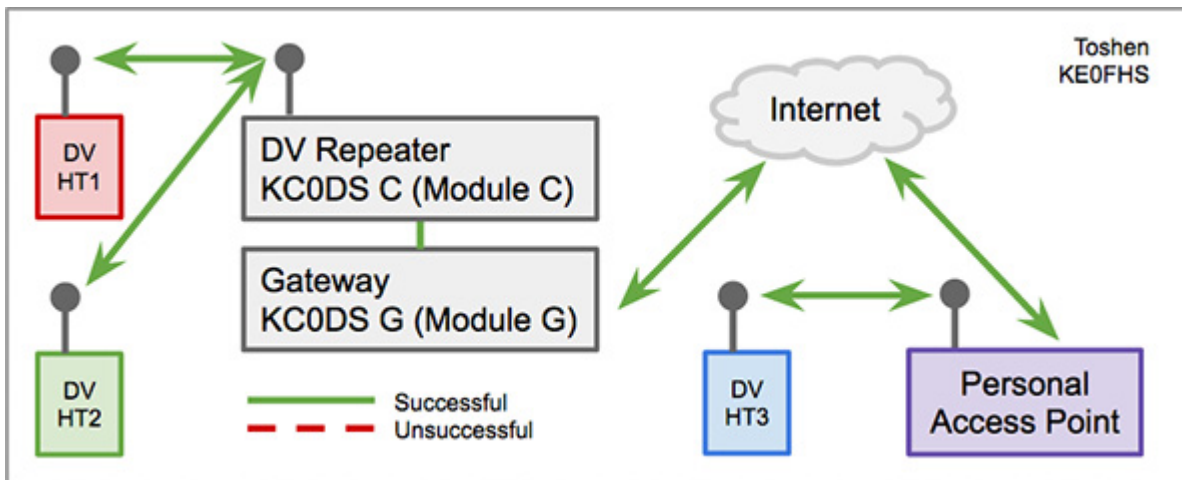 Toshen
KE0FHS
Internet
DV
HT1
DV Repeater
KC0DS C (Module C)
Gateway
KC0DS G (Module G)
DV
HT2
Successful
Unsuccessful
DV
HT3
Personal
Access Point